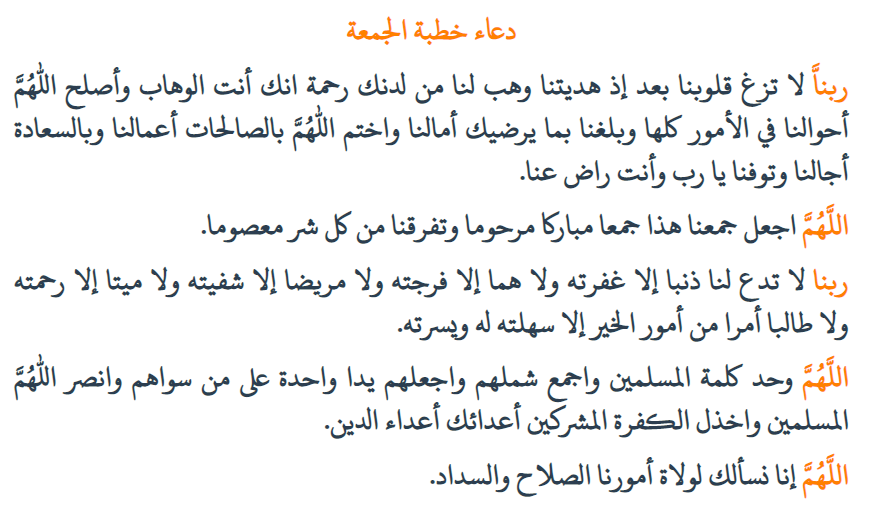 دعاء خطبة الجمعة
ربناَّ لا تزغ قلوبنا بعد إذ هديتنا وهب لنا من لدنك رحمة انك أنت الوهاب وأصلح اللهُمَّ
أحوالنا في الأمور كلها وبلغنا بما يرضيك أمالنا واختم اللهُمَّ بالصالحات أعمالنا وبالسعادة
أجالنا وتوفنا يا رب وأنت راض عنا.
اللَّهُمَّ اجعل جمعنا هذا جمعا مباركا مرحوما وتفرقنا من كل شر معصوما.
ربنا لا تدع لنا ذنبا إلا غفرته ولا هما إلا فرجته ولا مريضا إلا شفيته ولا ميتا إلا رحمته
ولا طالبا أمرا من أمور الخير إلا سهلته له ويسرته.
اللَّهُمَّ وحد كلمة المسلمين واجمع شملهم واجعلهم يدا واحدة على من سواهم وانصر اللهُمَّ
المسلمين واخذل الكفرة المشركين أعدائك أعداء الدين.
اللَّهُمَّ إنا نسألك لولاة أمورنا الصلاح والسداد.